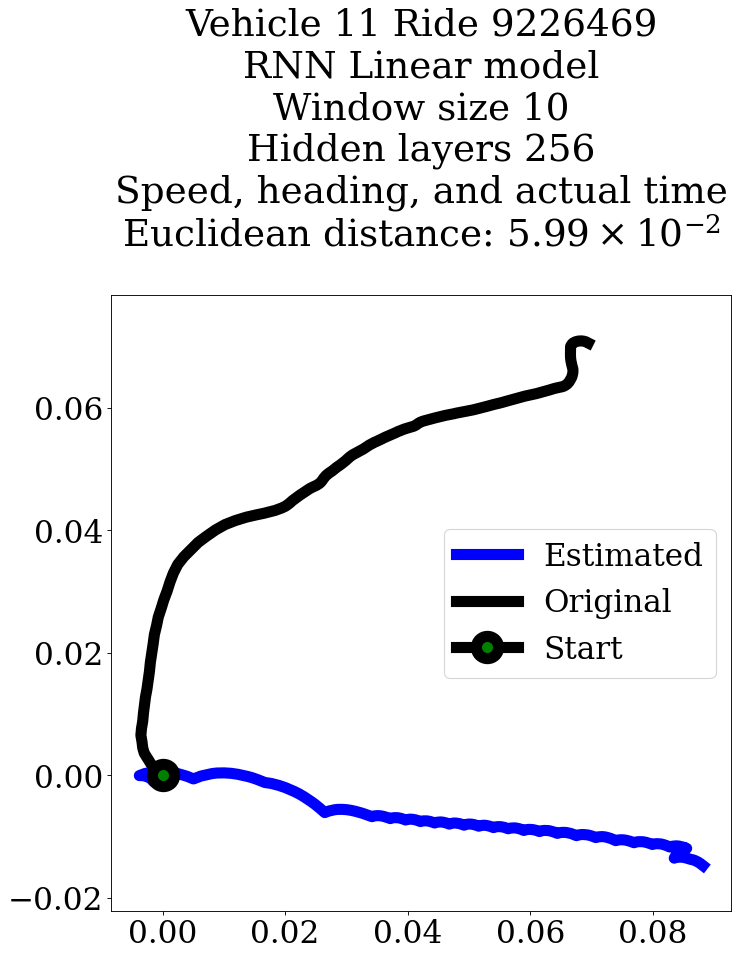 Vehicle 11 Ride 9226469
RNN Linear model
Window size 10
Hidden layers 256
Speed, heading, and actual time
Euclidean distance: 5.99 × 10⁻²
0.06
0.04
0.02
0.00
−0.02
Estimated
Original
Start
0.00 0.02 0.04 0.06 0.08